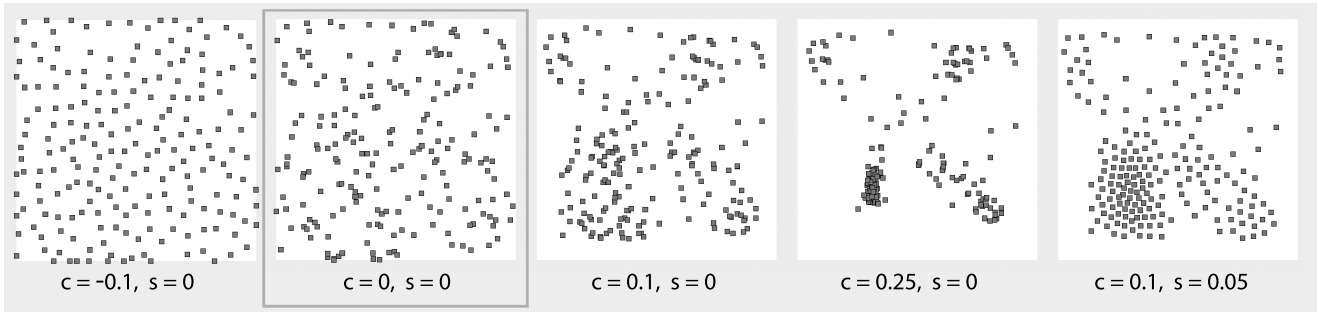 c = -0.1, s = 0
c = 0, s = 0
c = 0.1, s = 0
c = 0.25, s = 0
c = 0.1, s = 0.05